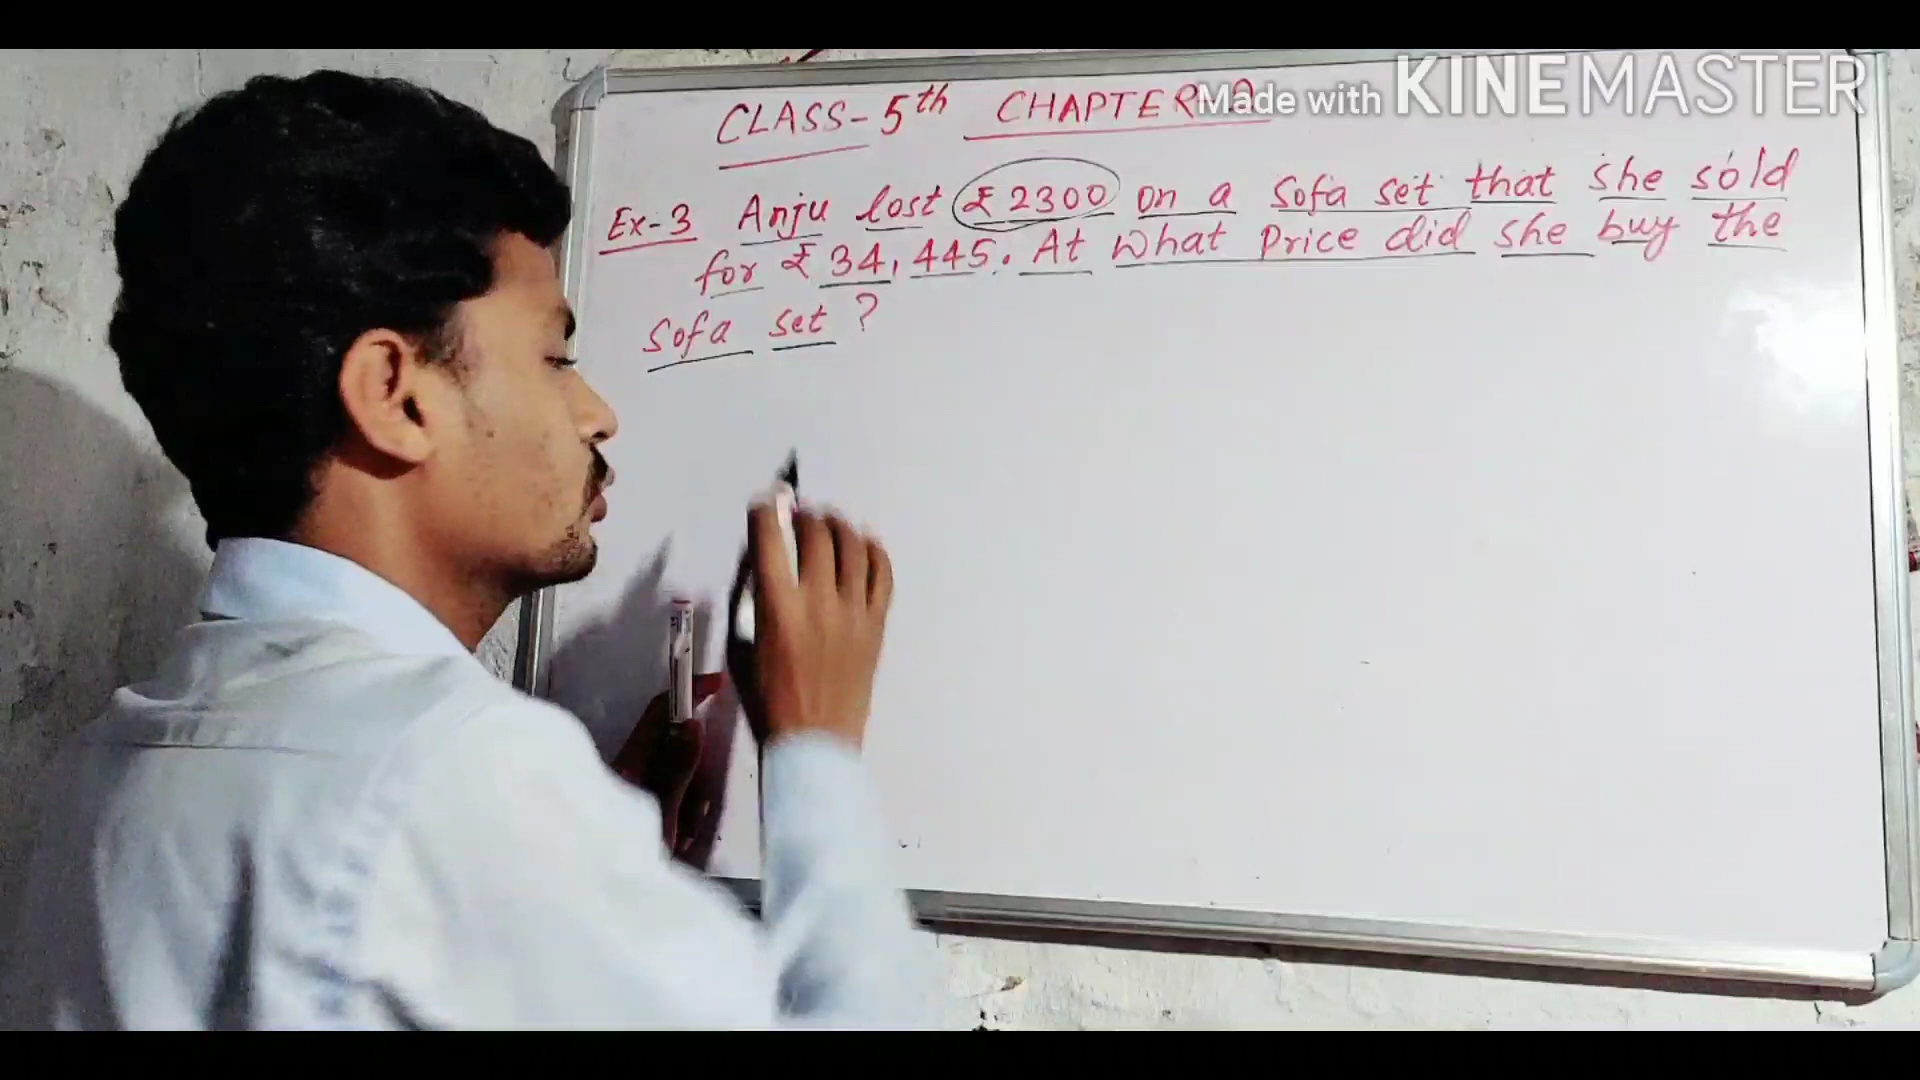 CLASS-5th CHAPTER
Made with KINEMASTER
Ex-3 Anju lost ₹2300 on a sofa set that she sold
for ₹34,445. At what price did she buy the
sofa set ?